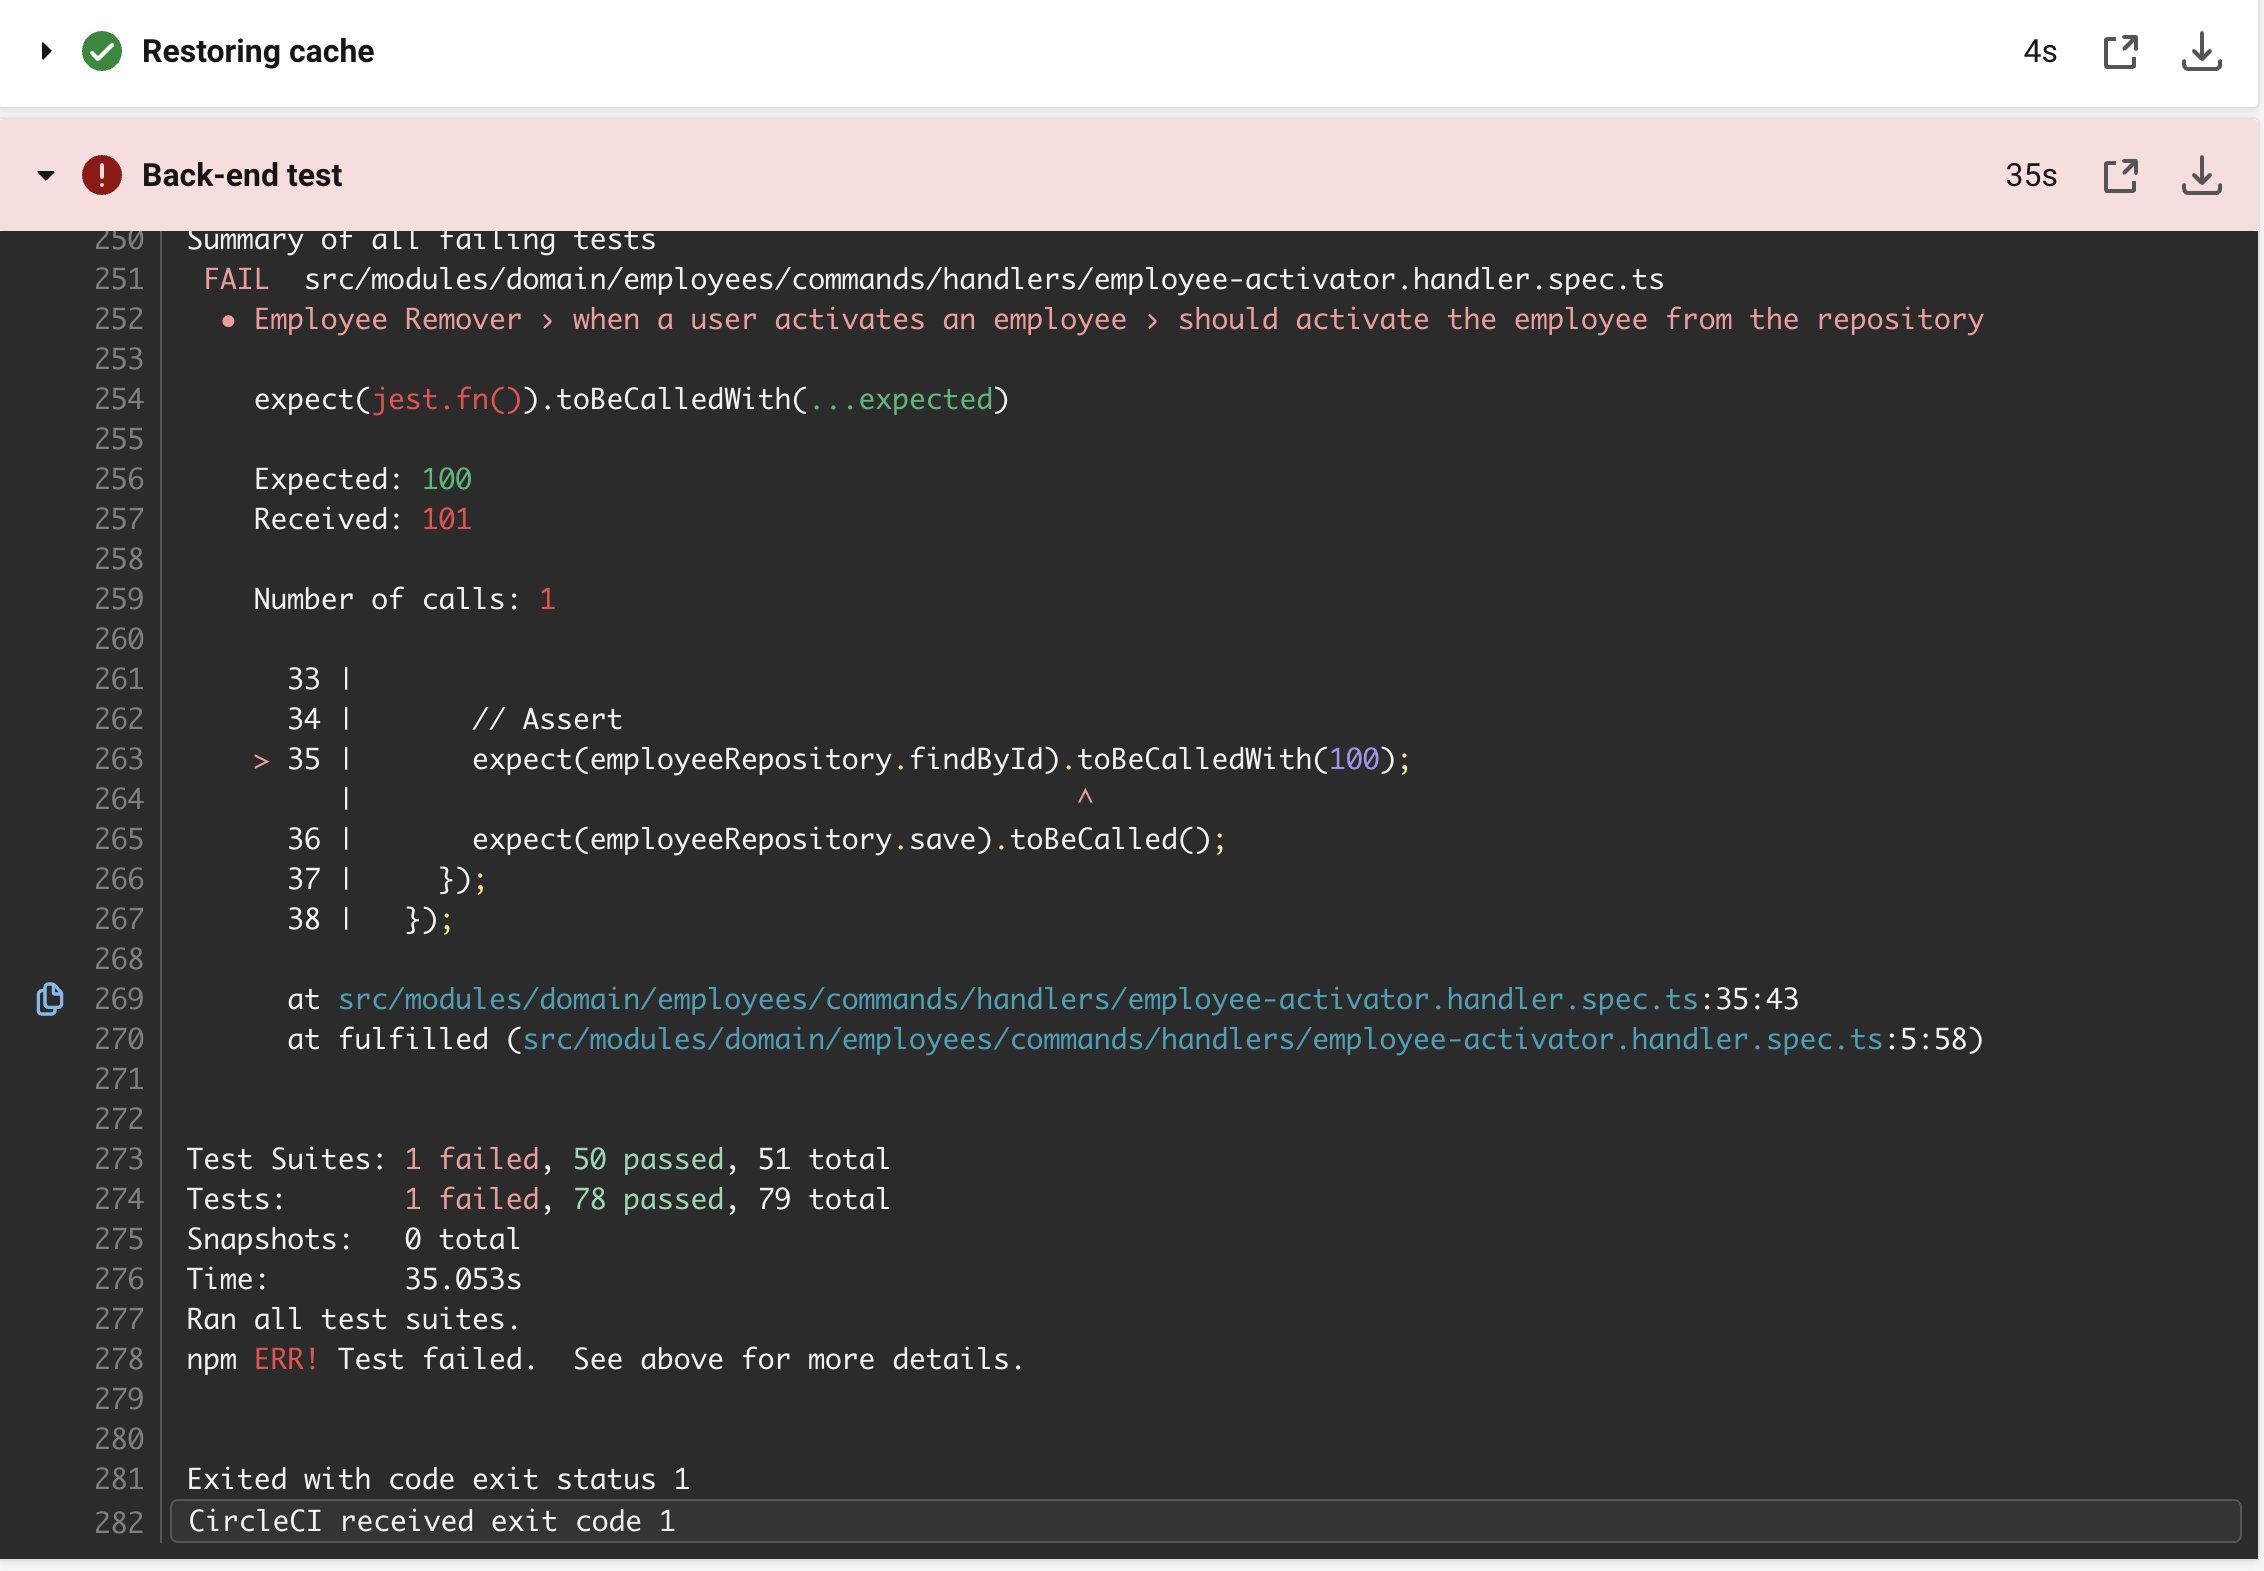 Restoring cache 4s
Back-end test 35s
250 Summary of all failing tests
251 FAIL src/modules/domain/employees/commands/handlers/employee-activator.handler.spec.ts
252 ● Employee Remover › when a user activates an employee › should activate the employee from the repository
253
254 expect(jest.fn()).toBeCalledWith(...expected)
255
256 Expected: 100
257 Received: 101
258
259 Number of calls: 1
260
261 33 |
262 34 | // Assert
263 > 35 | expect(employeeRepository.findById).toBeCalledWith(100);
264 | ^
265 36 | expect(employeeRepository.save).toBeCalled();
266 37 | });
267 38 | });
268
269 at src/modules/domain/employees/commands/handlers/employee-activator.handler.spec.ts:35:43
270 at fulfilled (src/modules/domain/employees/commands/handlers/employee-activator.handler.spec.ts:5:58)
271
272
273 Test Suites: 1 failed, 50 passed, 51 total
274 Tests: 1 failed, 78 passed, 79 total
275 Snapshots: 0 total
276 Time: 35.053s
277 Ran all test suites.
278 npm ERR! Test failed. See above for more details.
279
280
281 Exited with code exit status 1
282 CircleCI received exit code 1